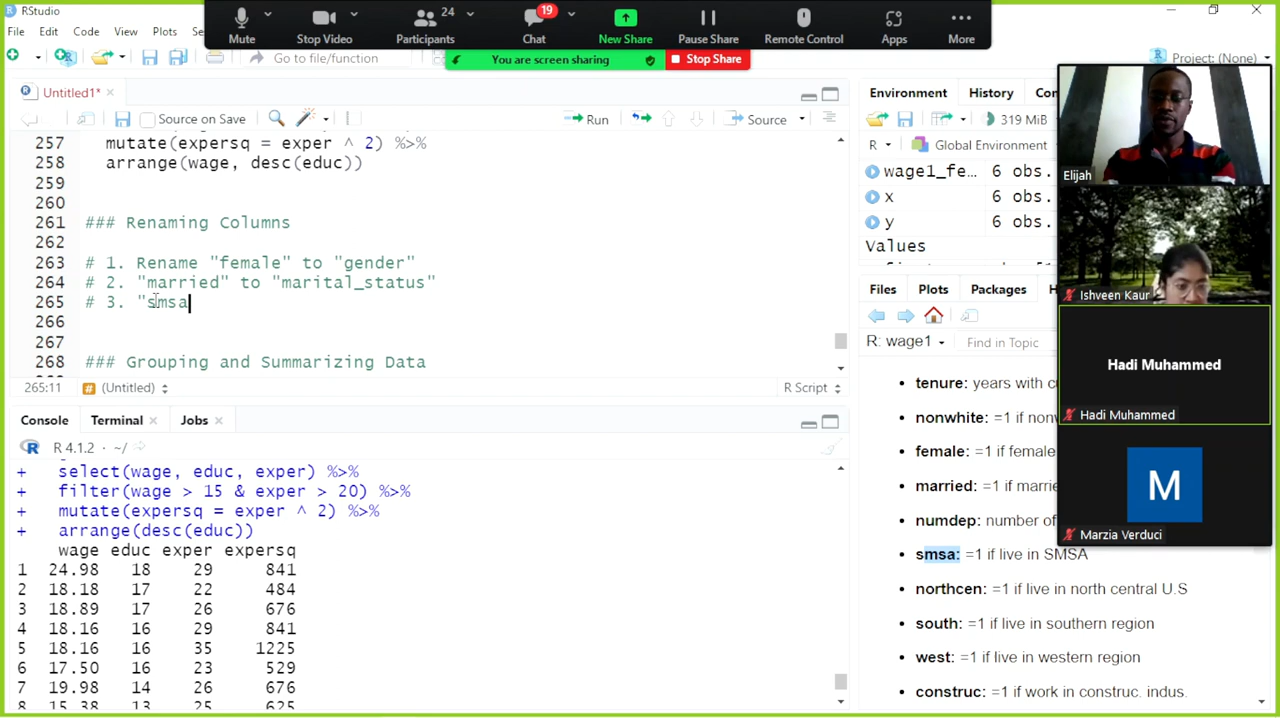 RStudio
File Edit Code View Plots
Mute
Stop Video
24
Participants
19
Chat
New Share
Pause Share
Remote Control
Apps
More
You are screen sharing
Stop Share
Go to file/function
Project: (None)
Untitled1*
Source on Save
Run
Source
257 mutate(expersq = exper ^ 2) %>%
258 arrange(wage, desc(educ))
259
260
261 ### Renaming Columns
262
263 # 1. Rename "female" to "gender"
264 # 2. "married" to "marital_status"
265 # 3. "smsa
266
267
268 ### Grouping and Summarizing Data
265:11 (Untitled) R Script
Console Terminal Jobs
R 4.1.2 · ~/
+ select(wage, educ, exper) %>%
+ filter(wage > 15 & exper > 20) %>%
+ mutate(expersq = exper ^ 2) %>%
+ arrange(desc(educ))
wage educ exper expersq
1 24.98 18 29 841
2 18.18 17 22 484
3 18.89 17 26 676
4 18.16 16 29 841
5 18.16 16 35 1225
6 17.50 16 23 529
7 19.98 14 26 676
8 15.38 13 25 625
Environment History
319 MiB
R Global Environment
wage1_fe... 6 obs.
x 6 obs.
y 6 obs.
Values
Files Plots Packages
R: wage1 Find in Topic
tenure: years with
nonwhite: =1 if
female: =1 if female
married: =1 if
numdep: number of
smsa: =1 if live in SMSA
northcen: =1 if live in north central U.S
south: =1 if live in southern region
west: =1 if live in western region
construc: =1 if work in construc. indus.
Elijah
Ishveen Kaur
Hadi Muhammed
Hadi Muhammed
M
Marzia Verduci